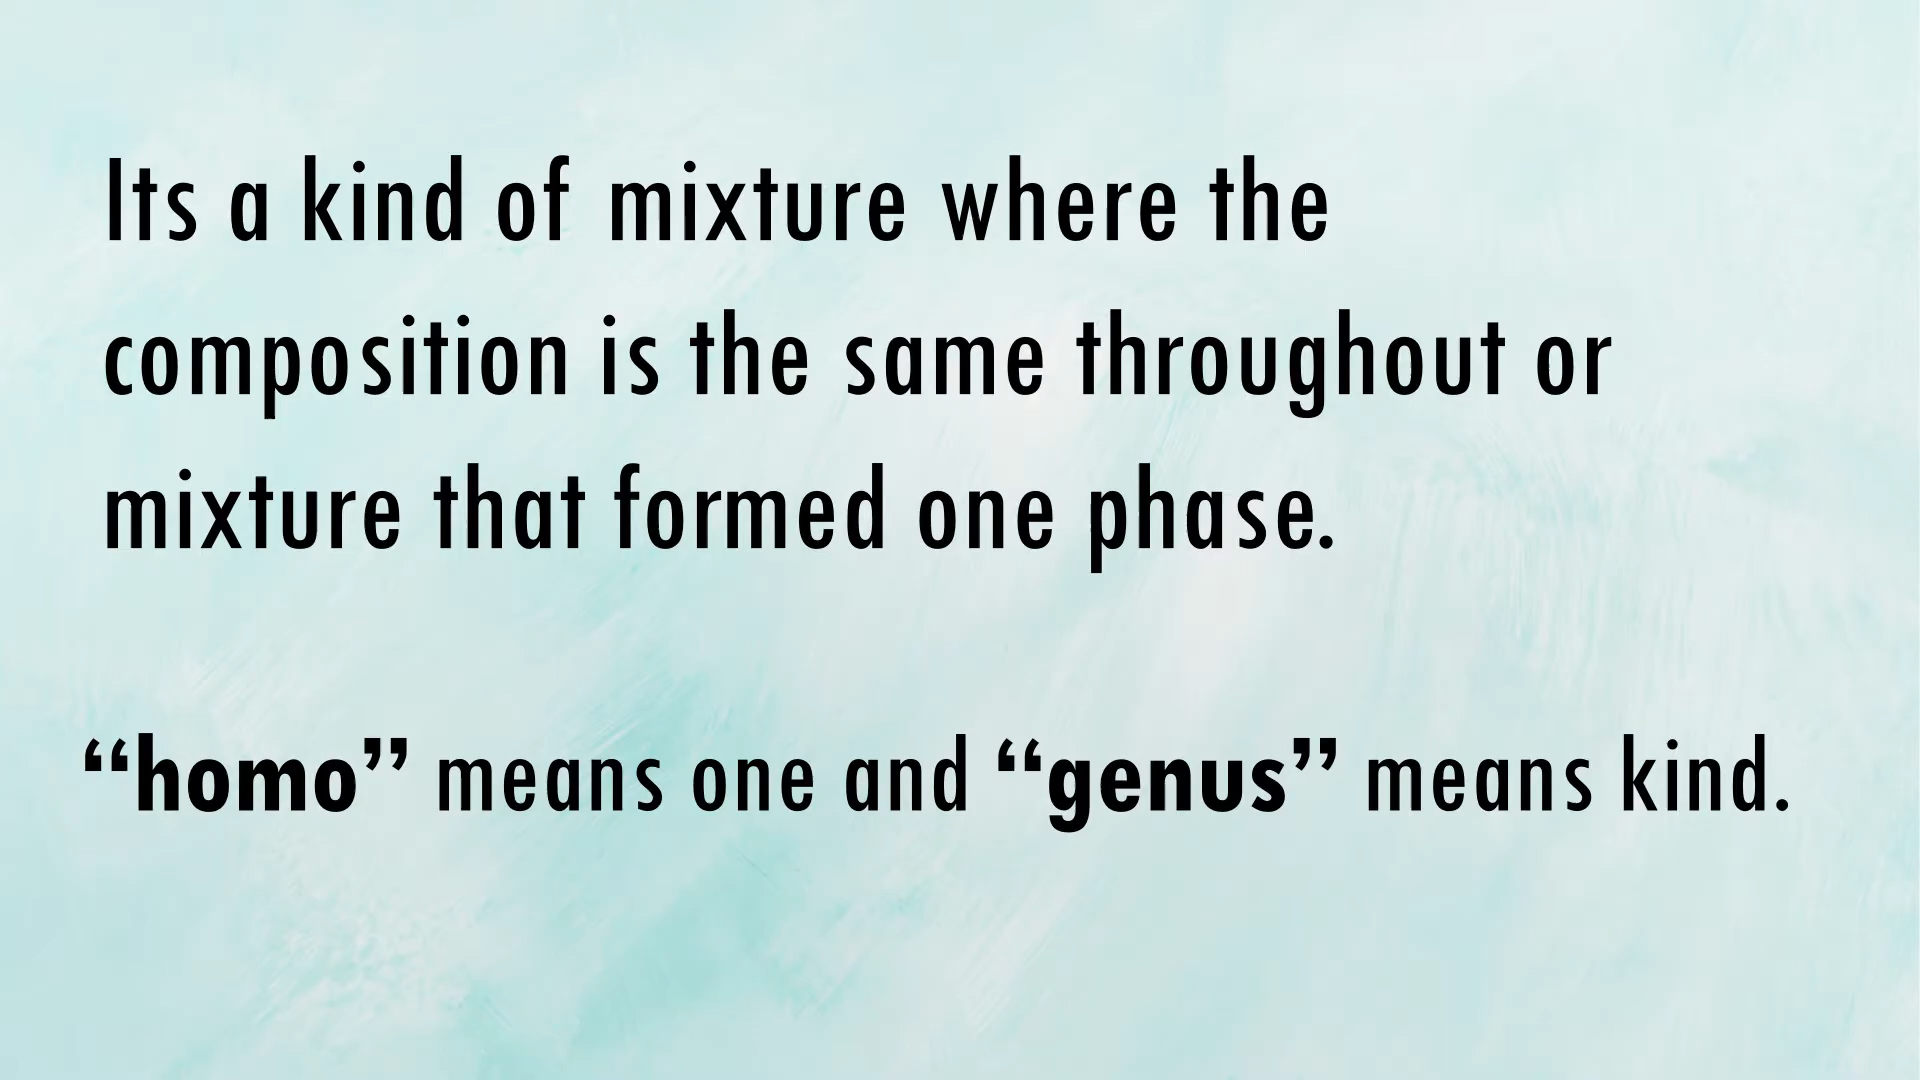 Its a kind of mixture where the
composition is the same throughout or
mixture that formed one phase.
“homo” means one and “genus” means kind.